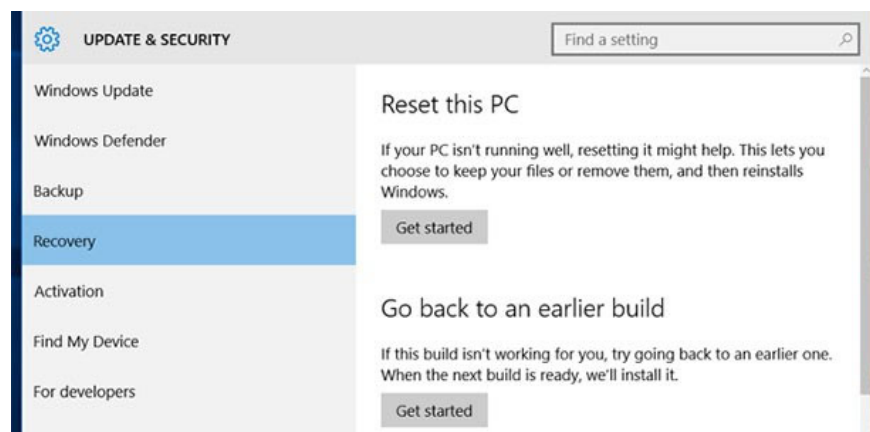 UPDATE & SECURITY
Find a setting
Windows Update
Windows Defender
Backup
Recovery
Activation
Find My Device
For developers
Reset this PC
If your PC isn't running well, resetting it might help. This lets you
choose to keep your files or remove them, and then reinstalls
Windows.
Get started
Go back to an earlier build
If this build isn't working for you, try going back to an earlier one.
When the next build is ready, we'll install it.
Get started